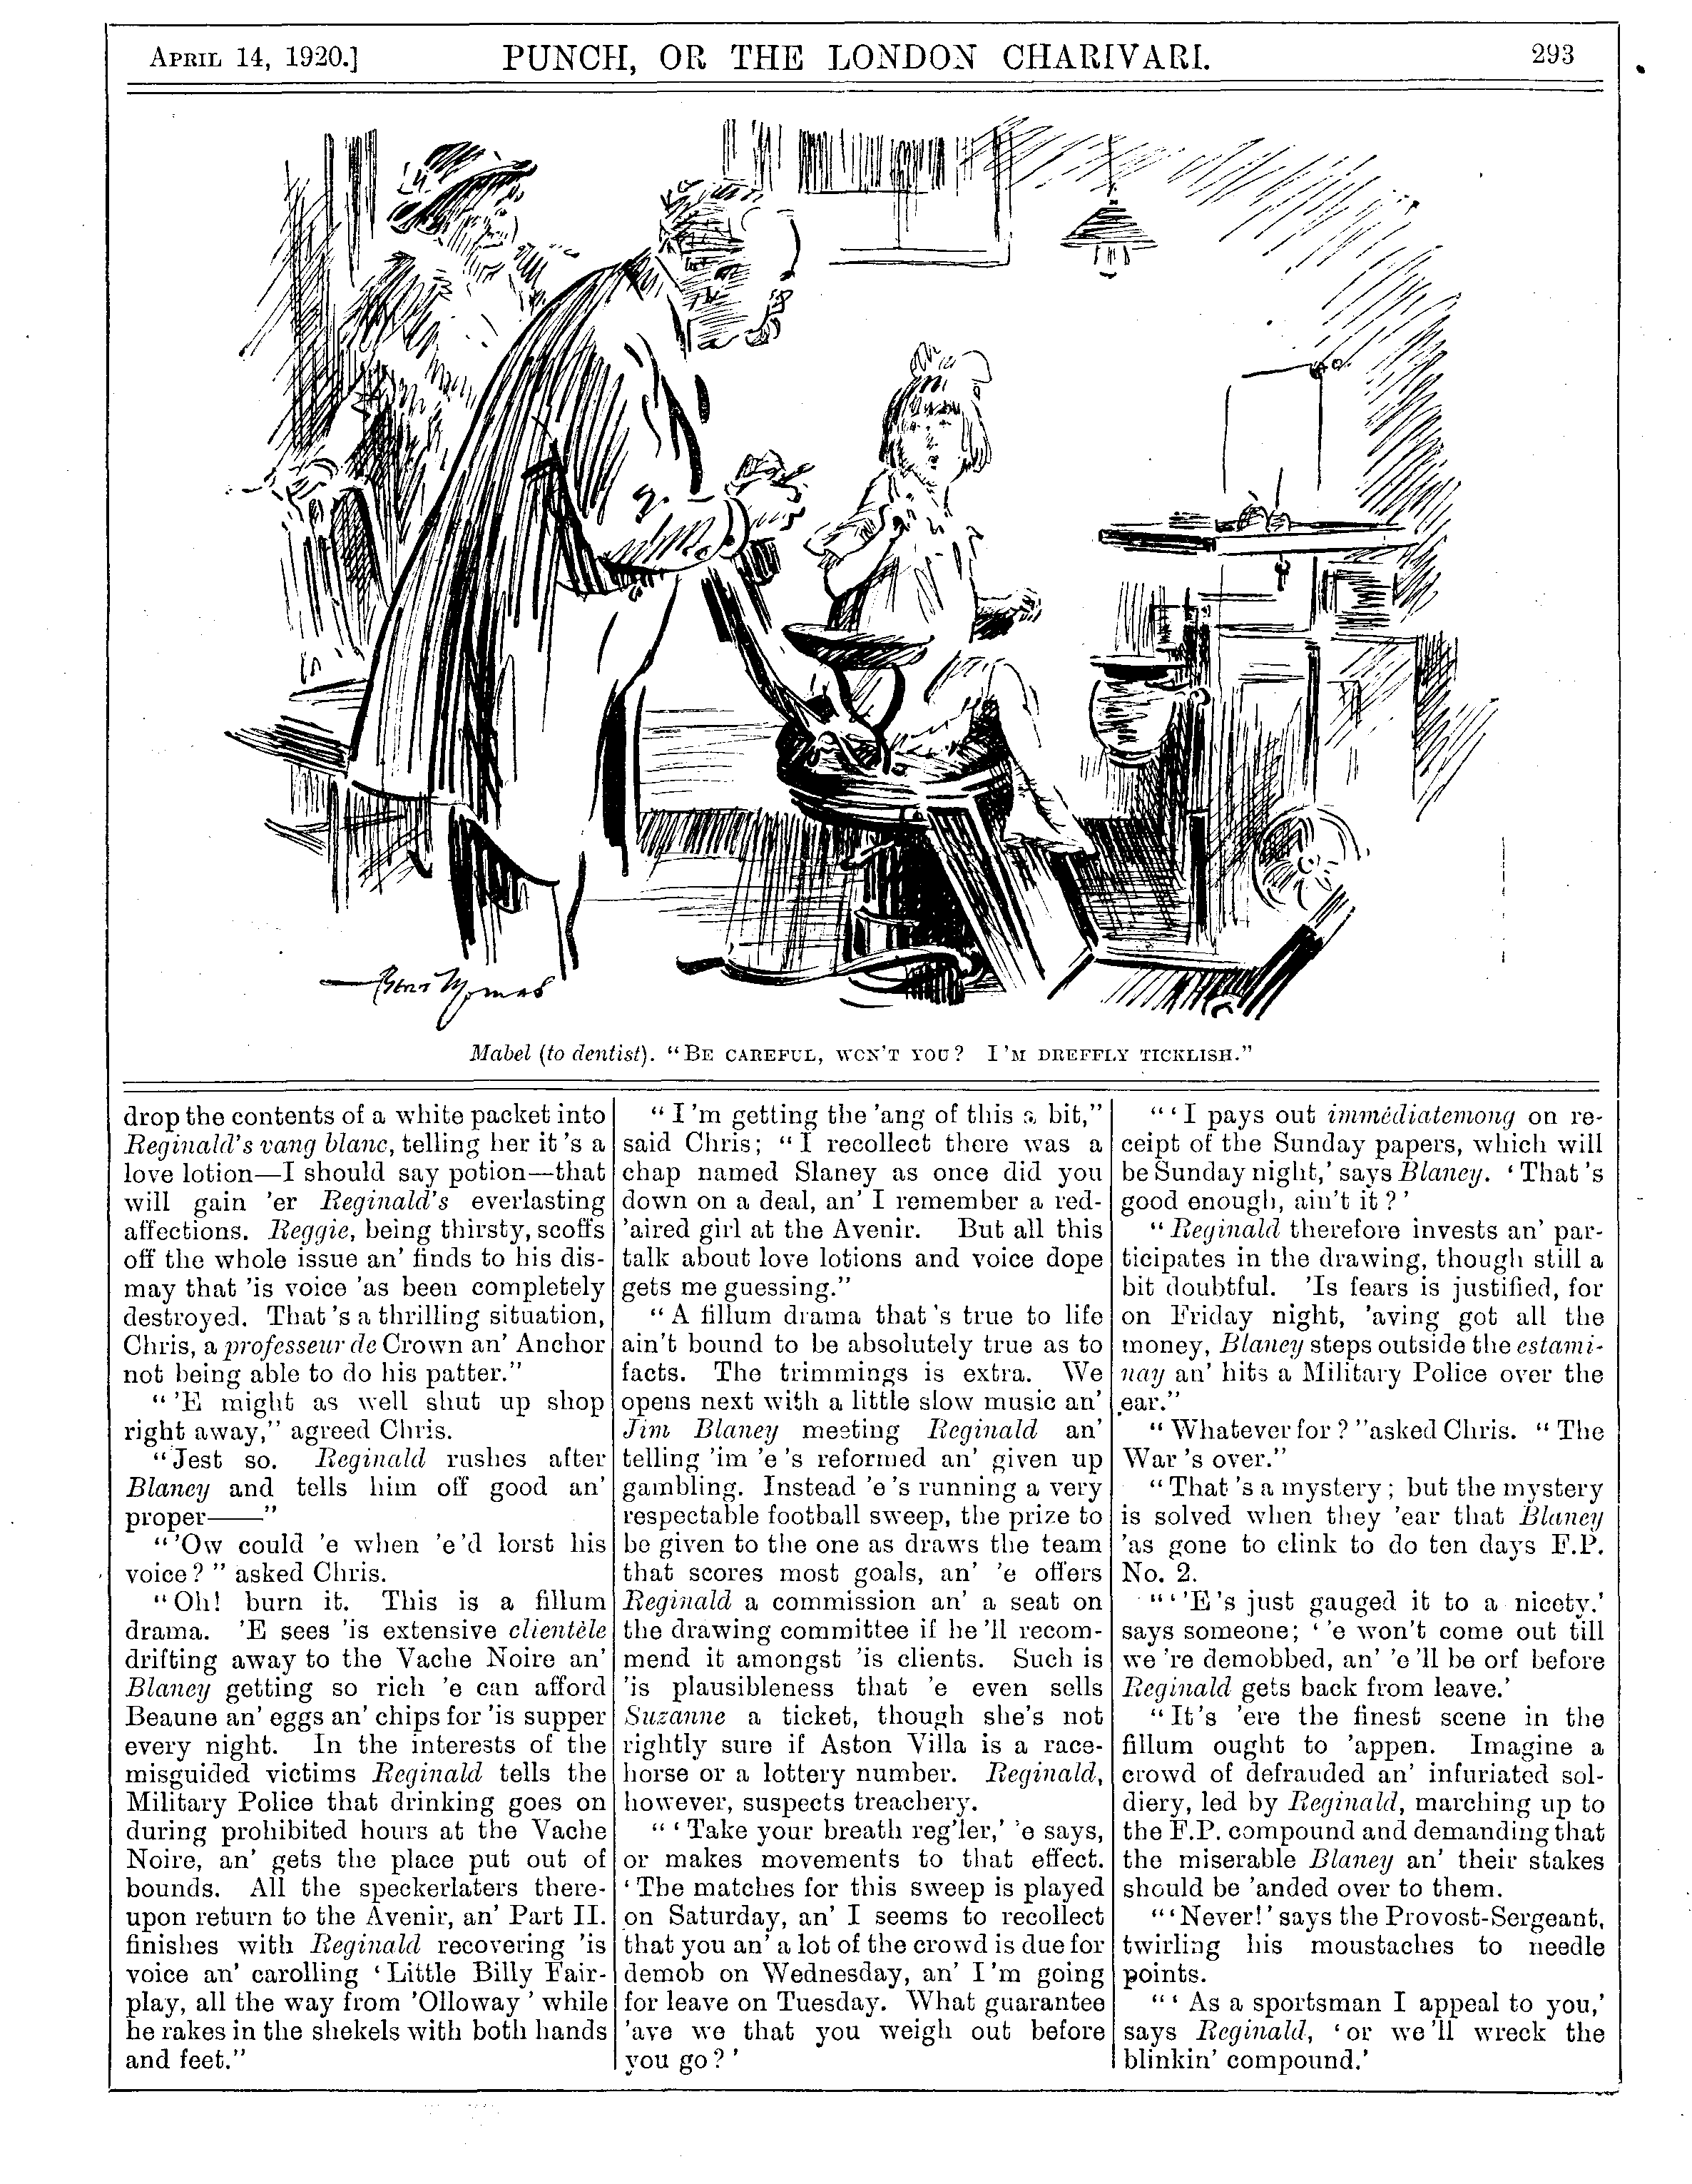 APRIL 14, 1920.] PUNCH, OR THE LONDON CHARIVARI. 293
Bert Thomas
Mabel (to dentist). "BE CAREFUL, WON'T YOU? I'M DREFFLY TICKLISH."
drop the contents of a white packet into
Reginald's vang blanc, telling her it's a
love lotion—I should say potion—that
will gain 'er Reginald's everlasting
affections. Reggie, being thirsty, scoffs
off the whole issue an' finds to his dis-
may that 'is voice 'as been completely
destroyed. That's a thrilling situation,
Chris, a professeur de Crown an' Anchor
not being able to do his patter."
"'E might as well shut up shop
right away," agreed Chris.
"Jest so. Reginald rushes after
Blaney and tells him off good an'
proper——"
"'Ow could 'e when 'e'd lorst his
voice?" asked Chris.
"Oh! burn it. This is a fillum
drama. 'E sees 'is extensive clientèle
drifting away to the Vache Noire an'
Blaney getting so rich 'e can afford
Beaune an' eggs an' chips for 'is supper
every night. In the interests of the
misguided victims Reginald tells the
Military Police that drinking goes on
during prohibited hours at the Vache
Noire, an' gets the place put out of
bounds. All the speckerlaters there-
upon return to the Avenir, an' Part II.
finishes with Reginald recovering 'is
voice an' carolling 'Little Billy Fair-
play, all the way from 'Olloway' while
he rakes in the shekels with both hands
and feet."
"I'm getting the 'ang of this a bit,"
said Chris; "I recollect there was a
chap named Slaney as once did you
down on a deal, an' I remember a red-
'aired girl at the Avenir. But all this
talk about love lotions and voice dope
gets me guessing."
"A fillum drama that's true to life
ain't bound to be absolutely true as to
facts. The trimmings is extra. We
opens next with a little slow music an'
Jim Blaney meeting Reginald an'
telling 'im 'e's reformed an' given up
gambling. Instead 'e's running a very
respectable football sweep, the prize to
be given to the one as draws the team
that scores most goals, an' 'e offers
Reginald a commission an' a seat on
the drawing committee if he'll recom-
mend it amongst 'is clients. Such is
'is plausibleness that 'e even sells
Suzanne a ticket, though she's not
rightly sure if Aston Villa is a race-
horse or a lottery number. Reginald,
however, suspects treachery.
"'Take your breath reg'ler,' 'e says,
or makes movements to that effect.
'The matches for this sweep is played
on Saturday, an' I seems to recollect
that you an' a lot of the crowd is due for
demob on Wednesday, an' I'm going
for leave on Tuesday. What guarantee
'ave we that you weigh out before
you go?'
"'I pays out immédiatemong on re-
ceipt of the Sunday papers, which will
be Sunday night,' says Blaney. 'That's
good enough, ain't it?'
"Reginald therefore invests an' par-
ticipates in the drawing, though still a
bit doubtful. 'Is fears is justified, for
on Friday night, 'aving got all the
money, Blaney steps outside the estami-
nay an' hits a Military Police over the
ear."
"Whatever for?" asked Chris. "The
War's over."
"That's a mystery; but the mystery
is solved when they 'ear that Blaney
'as gone to clink to do ten days F.P.
No. 2.
"''E's just gauged it to a nicety.'
says someone; 'e won't come out till
we're demobbed, an' 'e'll be orf before
Reginald gets back from leave.'
"It's 'ere the finest scene in the
fillum ought to 'appen. Imagine a
crowd of defrauded an' infuriated sol-
diery, led by Reginald, marching up to
the F.P. compound and demanding that
the miserable Blaney an' their stakes
should be 'anded over to them.
"'Never!' says the Provost-Sergeant,
twirling his moustaches to needle
points.
"'As a sportsman I appeal to you,'
says Reginald, 'or we'll wreck the
blinkin' compound.'